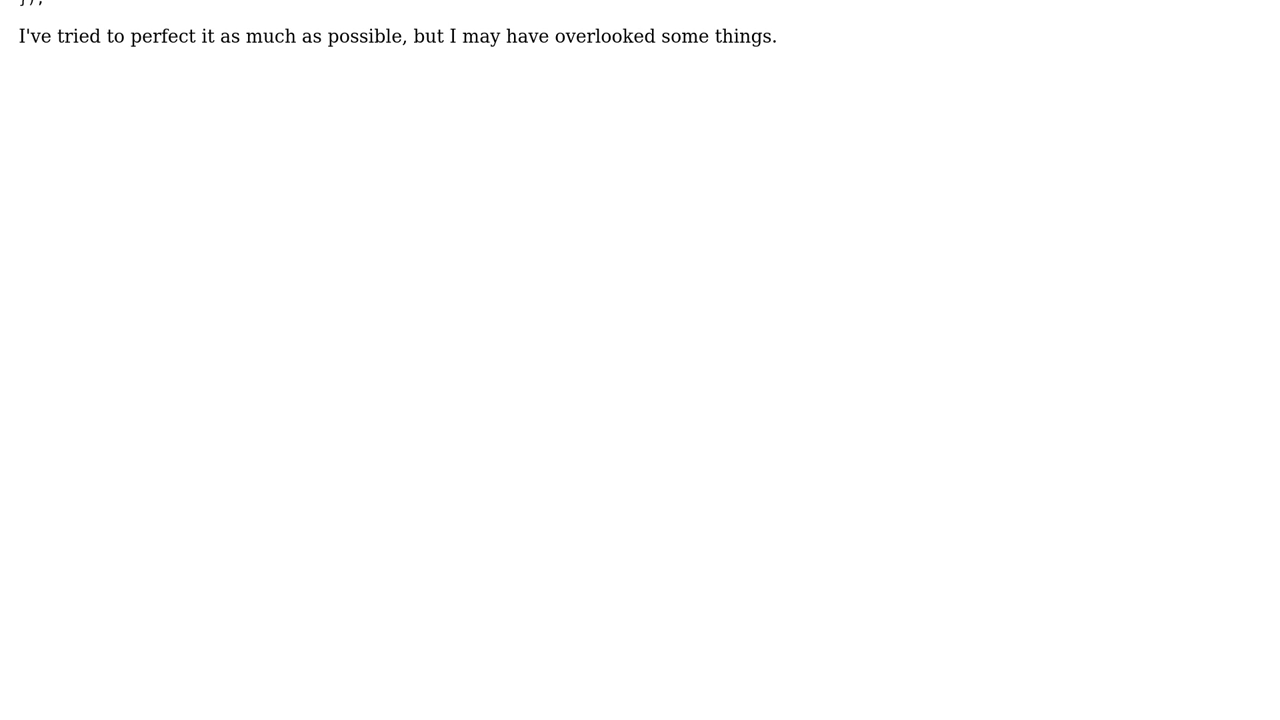 });
I've tried to perfect it as much as possible, but I may have overlooked some things.